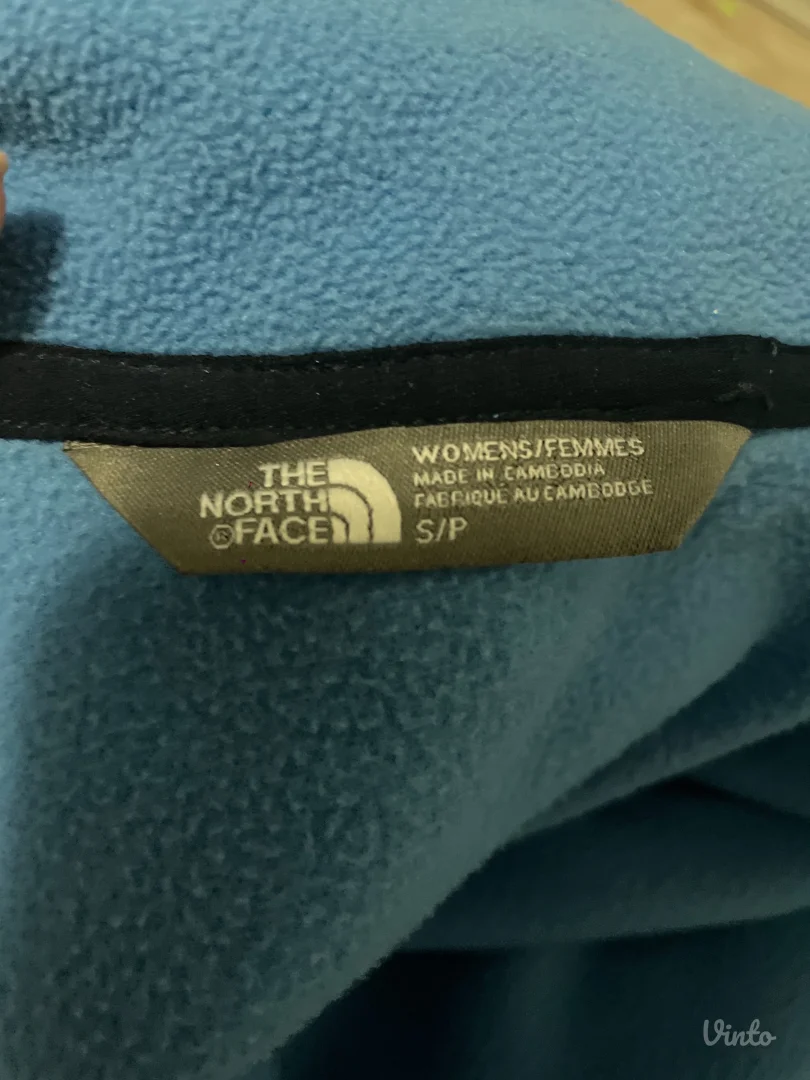 THE
NORTH
®FACE
WOMENS/FEMMES
MADE IN CAMBODIA
FABRIQUE AU CAMBODGE
S/P
Vinto